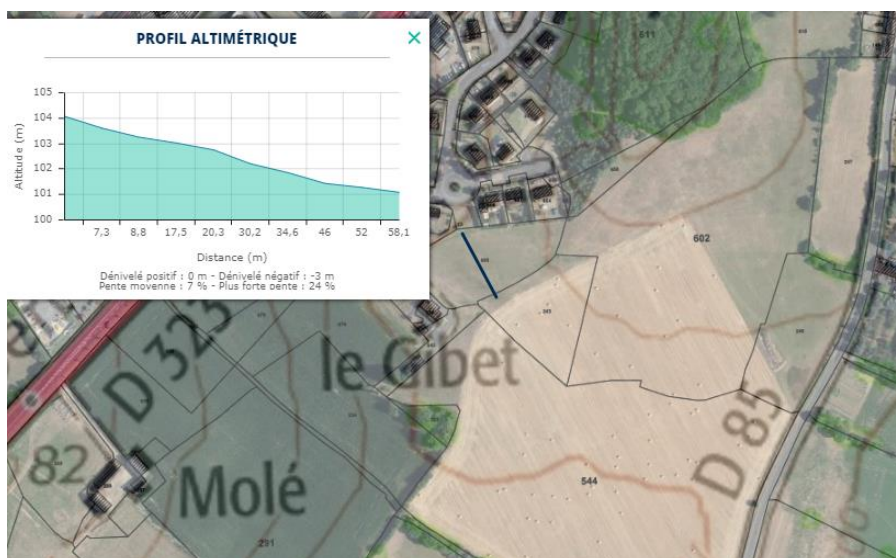 PROFIL ALTIMÉTRIQUE
×
105
104
103
102
101
100
Altitude (m)
7,3 8,8 17,5 20,3 30,2 34,6 46 52 58,1
Distance (m)
Dénivelé positif : 0 m - Dénivelé négatif : -3 m
Pente moyenne : 7 % - Plus forte pente : 24 %
611
602
D 325
le Gibet
D 85
82
Molé
544
291